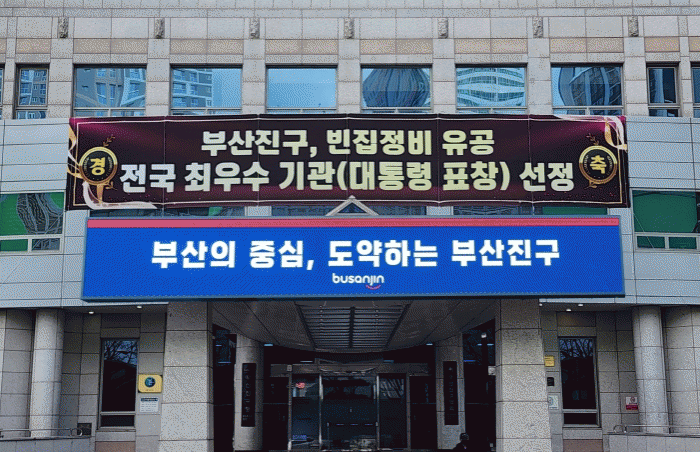 부산진구, 빈집정비 유공
경 전국 최우수 기관(대통령 표창) 선정 축
부산의 중심, 도약하는 부산진구
busanjin